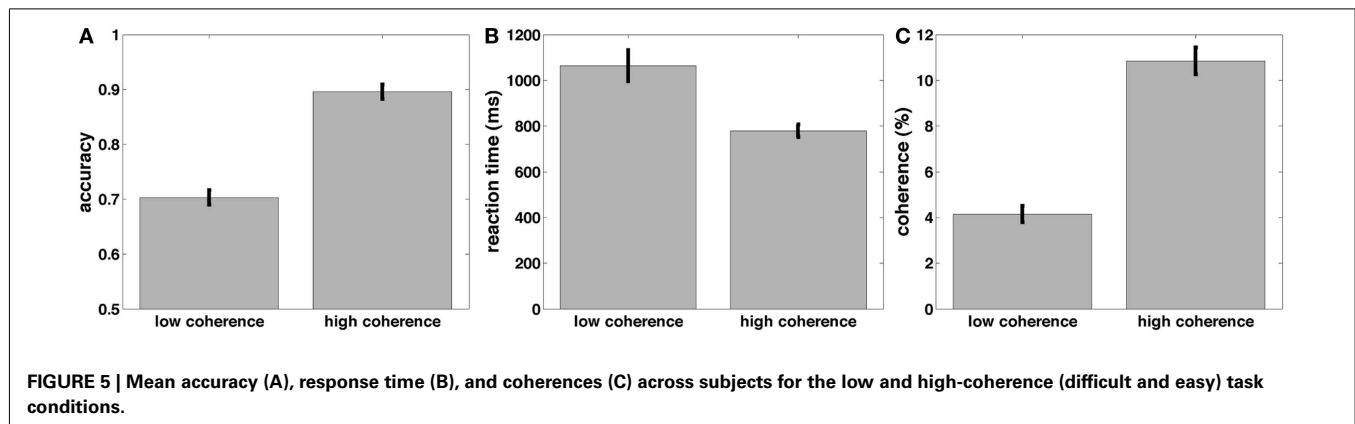 A
1
0.9
0.8
0.7
0.6
0.5
accuracy
low coherence high coherence
B
1200
1000
800
600
400
200
0
reaction time (ms)
low coherence high coherence
C
12
10
8
6
4
2
0
coherence (%)
low coherence high coherence
FIGURE 5 | Mean accuracy (A), response time (B), and coherences (C) across subjects for the low and high-coherence (difficult and easy) task
conditions.